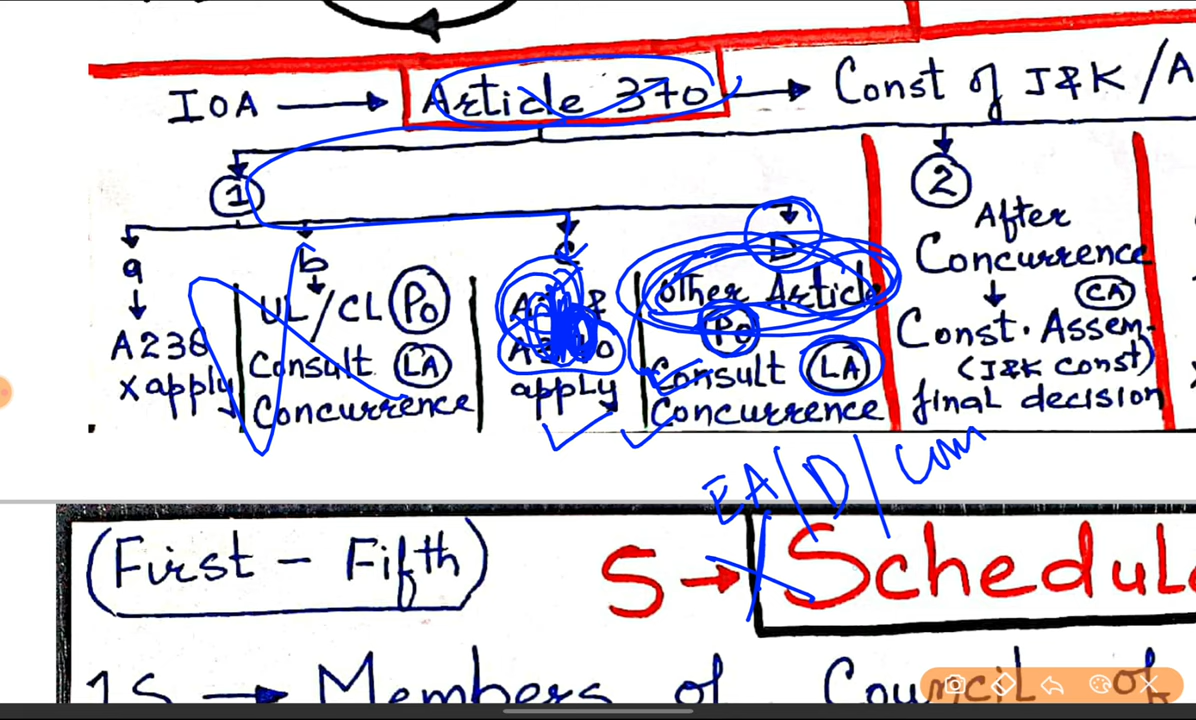 IOA → Article 370 → Const of J&K /A
1
2
a b D
A238 x apply
UL/CL Po Consult LA Concurrence
apply
Other Article Po Consult LA Concurrence
After Concurrence
CA
Const. Assem- (J&K const) final decision
EA/D/Com
(First - Fifth) S → Schedul
1S → Members of Council of